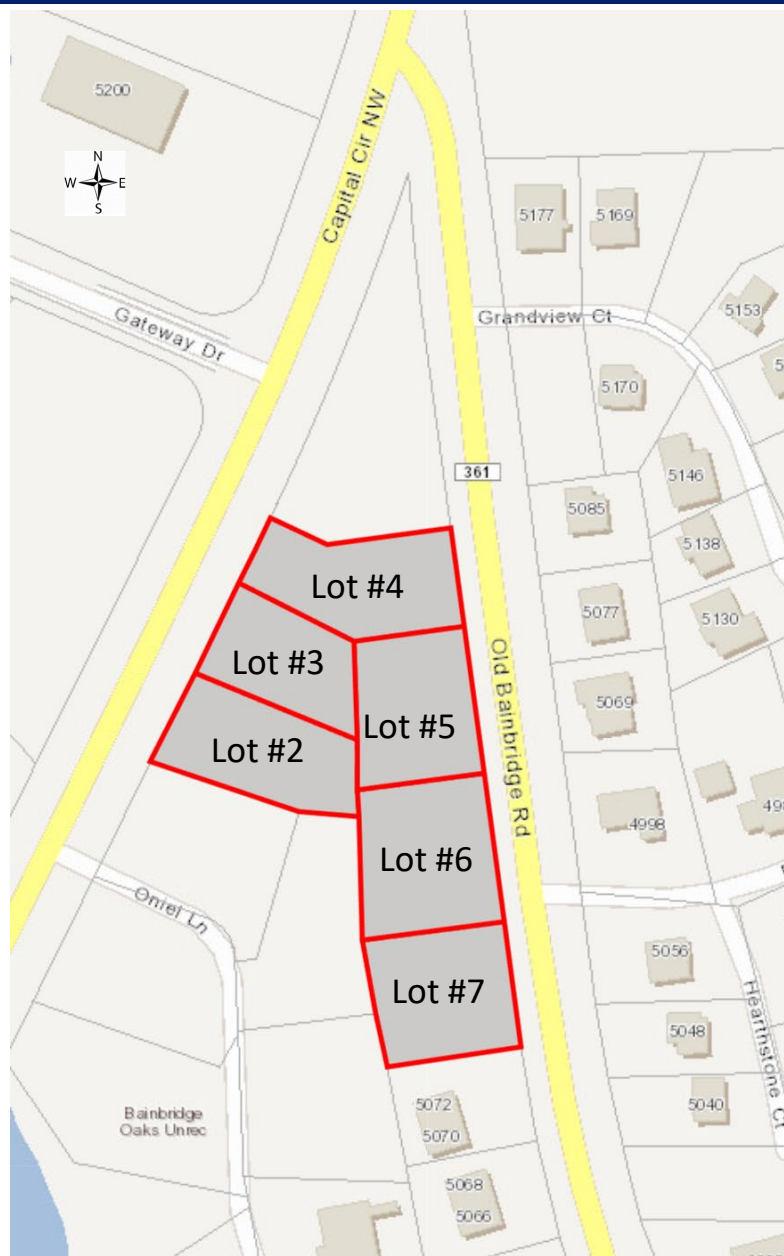 5200
N
W E
S
Capital Cir NW
Gateway Dr
5177
5169
Grandview Ct
5153
5170
361
5146
5085
5138
5077
5130
5069
4998
Lot #4
Lot #3
Lot #5
Lot #2
Old Bainbridge Rd
Lot #6
Lot #7
Omel Ln
5056
5048
5040
Hearthstone Ct
Bainbridge
Oaks Unrec
5072
5070
5068
5066